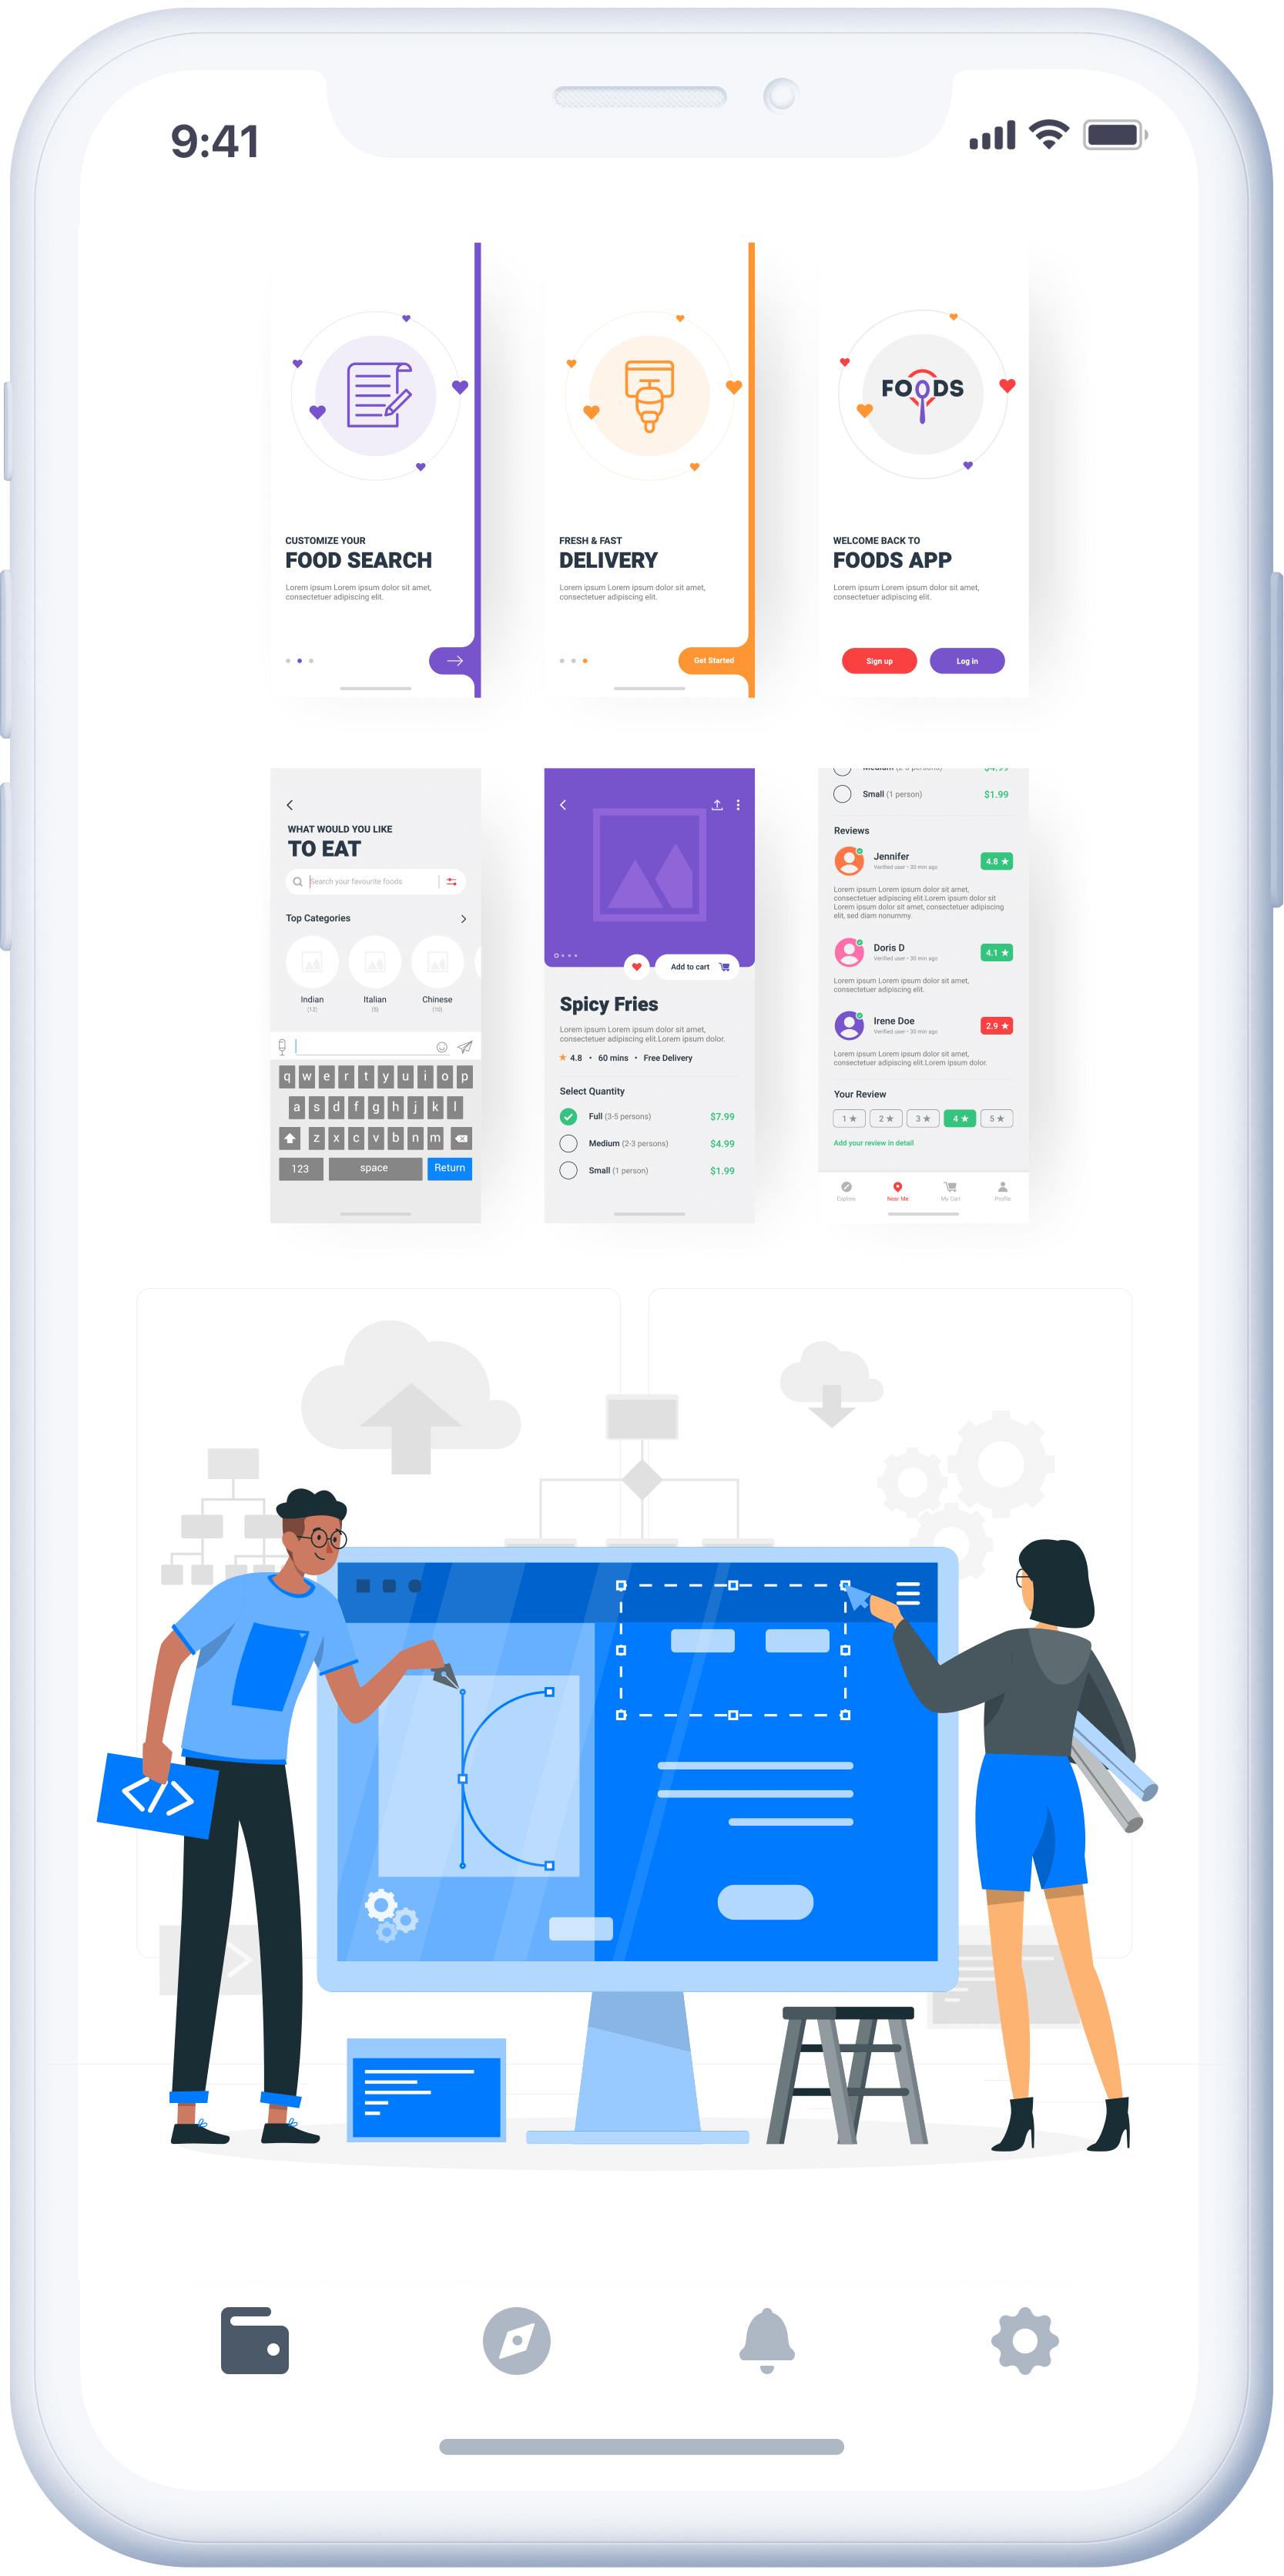 9:41
CUSTOMIZE YOUR
FOOD SEARCH
Lorem ipsum Lorem ipsum dolor sit amet,
consectetuer adipiscing elit.
FRESH & FAST
DELIVERY
Lorem ipsum Lorem ipsum dolor sit amet,
consectetuer adipiscing elit.
Get Started
FOODS
WELCOME BACK TO
FOODS APP
Lorem ipsum Lorem ipsum dolor sit amet,
consectetuer adipiscing elit.
Sign up
Log in
WHAT WOULD YOU LIKE
TO EAT
Search your favourite foods
Top Categories
Indian
Italian
Chinese
(12)
(5)
(10)
q w e r t y u i o p
a s d f g h j k l
z x c v b n m
123 space Return
Add to cart
Spicy Fries
Lorem ipsum Lorem ipsum dolor sit amet,
consectetuer adipiscing elit.Lorem ipsum dolor.
★ 4.8 • 60 mins • Free Delivery
Select Quantity
Full (3-5 persons) $7.99
Medium (2-3 persons) $4.99
Small (1 person) $1.99
Medium (2-3 persons) $4.99
Small (1 person) $1.99
Reviews
Jennifer
Verified user • 30 min ago
4.8 ★
Lorem ipsum Lorem ipsum dolor sit amet,
consectetuer adipiscing elit.Lorem ipsum dolor sit
Lorem ipsum dolor sit amet, consectetuer adipiscing
elit, sed diam nonummy.
Doris D
Verified user • 30 min ago
4.1 ★
Lorem ipsum Lorem ipsum dolor sit amet,
consectetuer adipiscing elit.
Irene Doe
Verified user • 30 min ago
2.9 ★
Lorem ipsum Lorem ipsum dolor sit amet,
consectetuer adipiscing elit.Lorem ipsum dolor.
Your Review
1 ★ 2 ★ 3 ★ 4 ★ 5 ★
Add your review in detail
Explore
Near Me
My Cart
Profile
</>